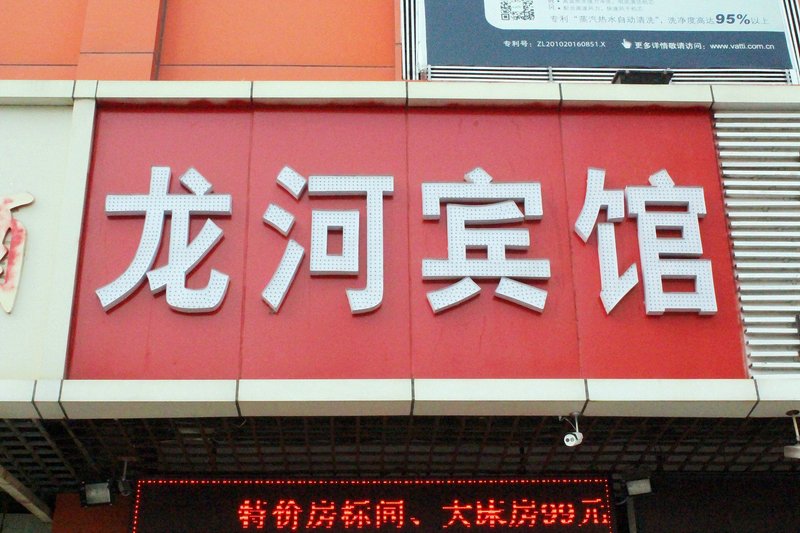 专利“蒸汽热水自动清洗”，洗净度高达95%以上
专利号：ZL201020160851.X
更多详情敬请访问：www.vatti.com.cn
龙河宾馆
特价房标间、大床房99元